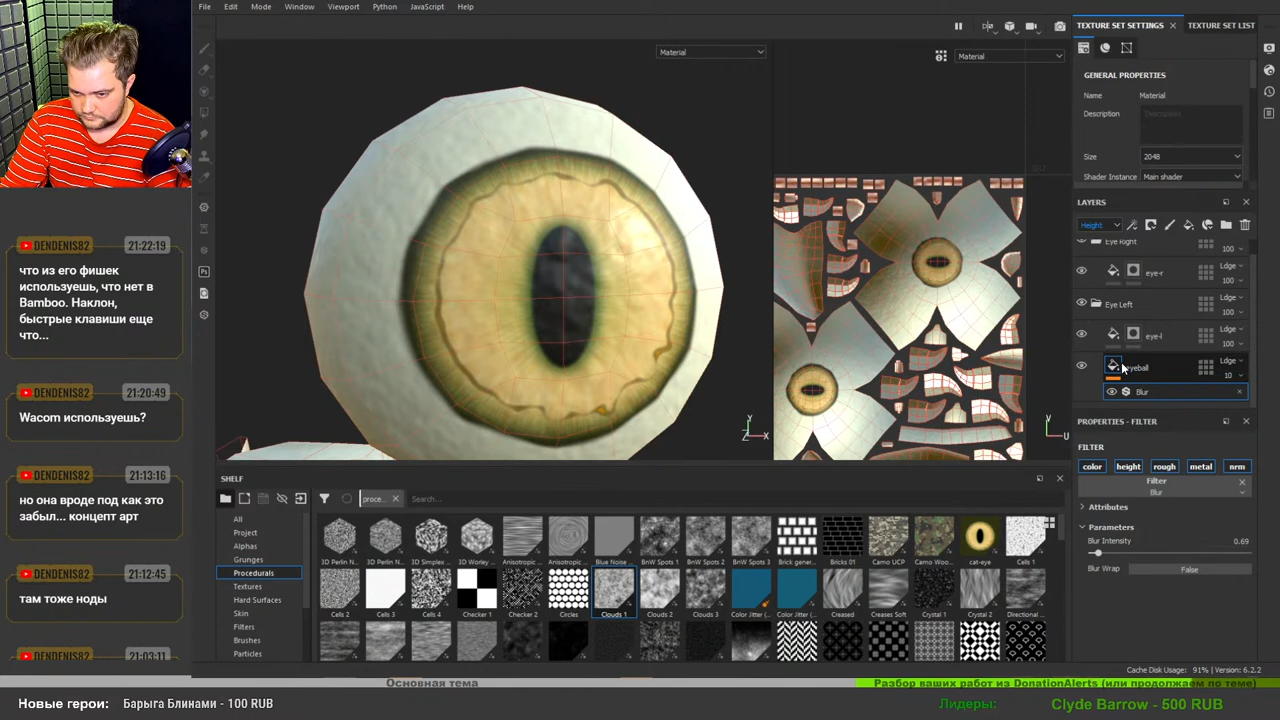 File Edit Mode Window Viewport Python JavaScript Help
Material
Material
TEXTURE SET SETTINGS
TEXTURE SET LIST
GENERAL PROPERTIES
Name Material
Description
Size 2048
Shader Instance Main shader
LAYERS
Height
Eye Right
100
eye-r
Ldge
100
Eye Left
Ldge
100
eye-l
Ldge
100
eyeball
Ldge
10
Blur
PROPERTIES - FILTER
FILTER
color height rough metal nrm
Filter
Blur
Attributes
Parameters
Blur Intensity 0.69
Blur Wrap False
Y
Z X
V
U
SHELF
proce...
Search...
All
Project
Alphas
Grunges
Procedurals
Textures
Hard Surfaces
Skin
Filters
Brushes
Particles
3D Perlin N... 3D Perlin N... 3D Simplex ... 3D Worley ... Anisotropic ... Anisotropic ... Blue Noise ... BnW Spots 1 BnW Spots 2 BnW Spots 3 Brick gener... Bricks 01 Camo UCP Camo Woo... cat-eye Cells 1
Cells 2 Cells 3 Cells 4 Checker 1 Checker 2 Circles Clouds 1 Clouds 2 Clouds 3 Color Jitter (... Color Jitter (... Creased Creases Soft Crystal 1 Crystal 2 Directional ...
Cache Disk Usage: 91% | Version: 6.2.2
DENDENIS82 21:22:19
что из его фишек
используешь, что нет в
Bamboo. Наклон,
быстрые клавиши еще
что...
DENDENIS82 21:20:49
Wacom используешь?
DENDENIS82 21:13:16
но она вроде под как это
забыл... концепт арт
DENDENIS82 21:12:45
там тоже ноды
DENDENIS82 21:03:11
Основная тема
Разбор ваших работ из DonationAlerts (или продолжаем по теме)
Новые герои: Барыга Блинами - 100 RUB
Лидеры: Clyde Barrow - 500 RUB